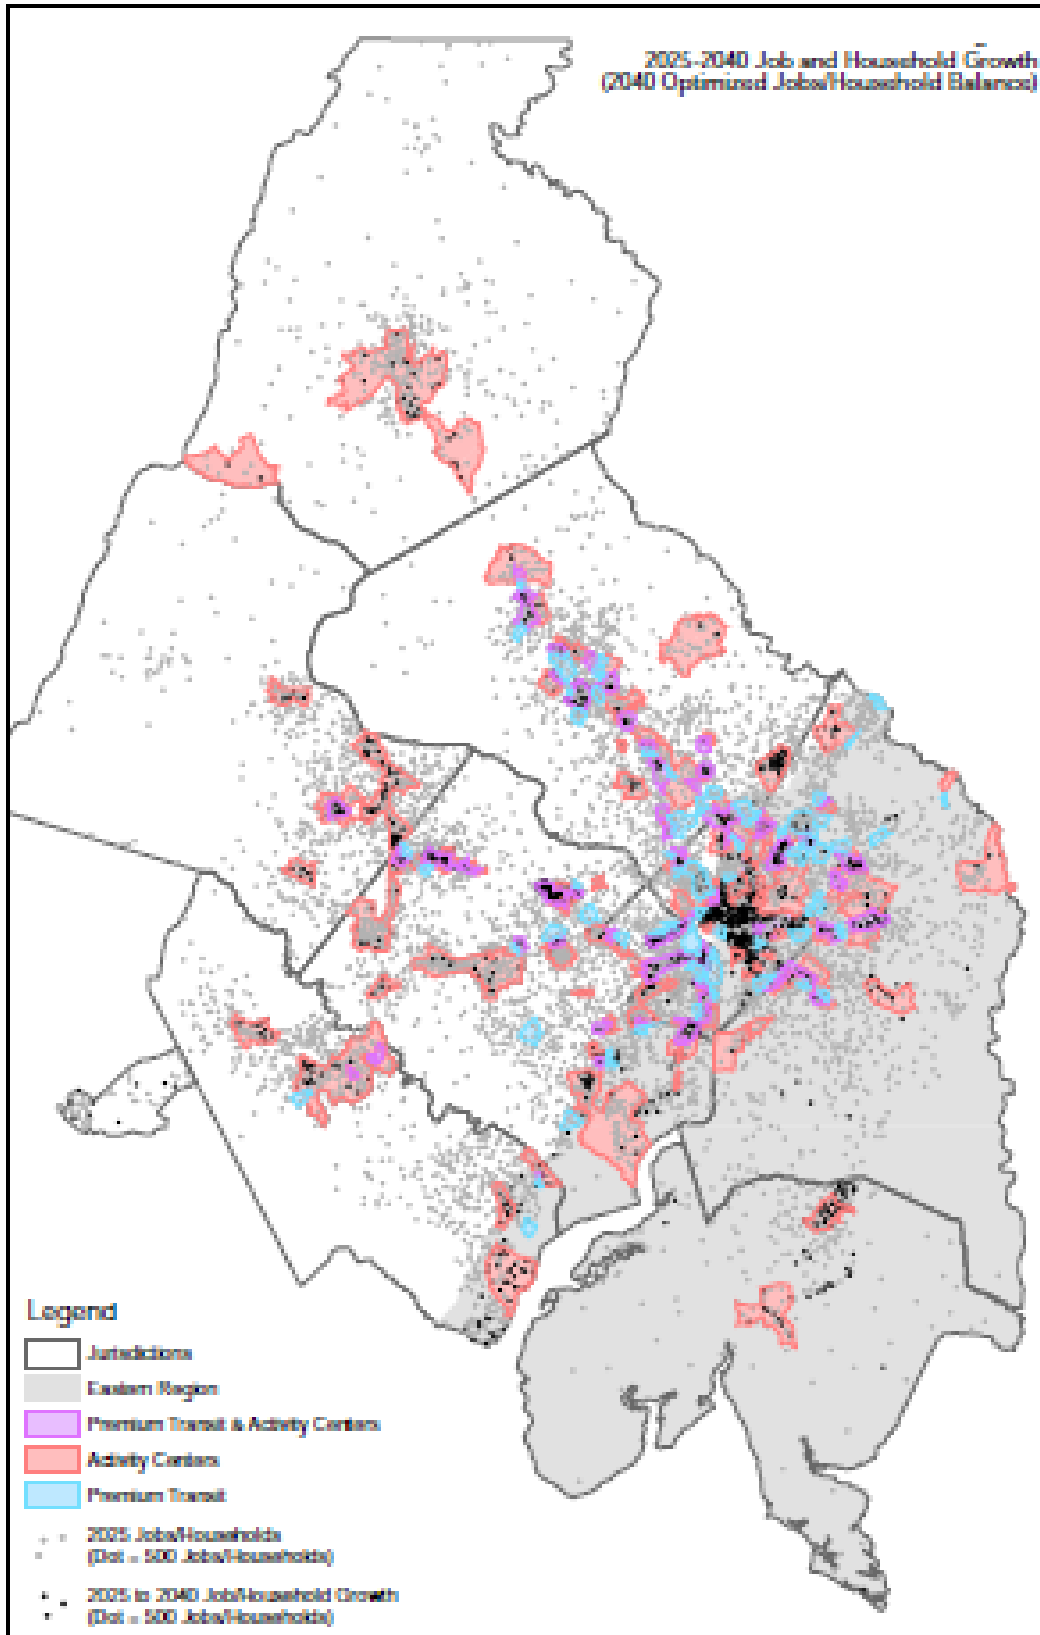 2025-2040 Job and Household Growth
(2040 Optimized Jobs/Household Balance)
Legend
Jurisdictions
Eastern Region
Premium Transit & Activity Centers
Activity Centers
Premium Transit
2025 Jobs/Households
(Dot = 500 Jobs/Households)
2025 to 2040 Job/Household Growth
(Dot = 500 Jobs/Households)